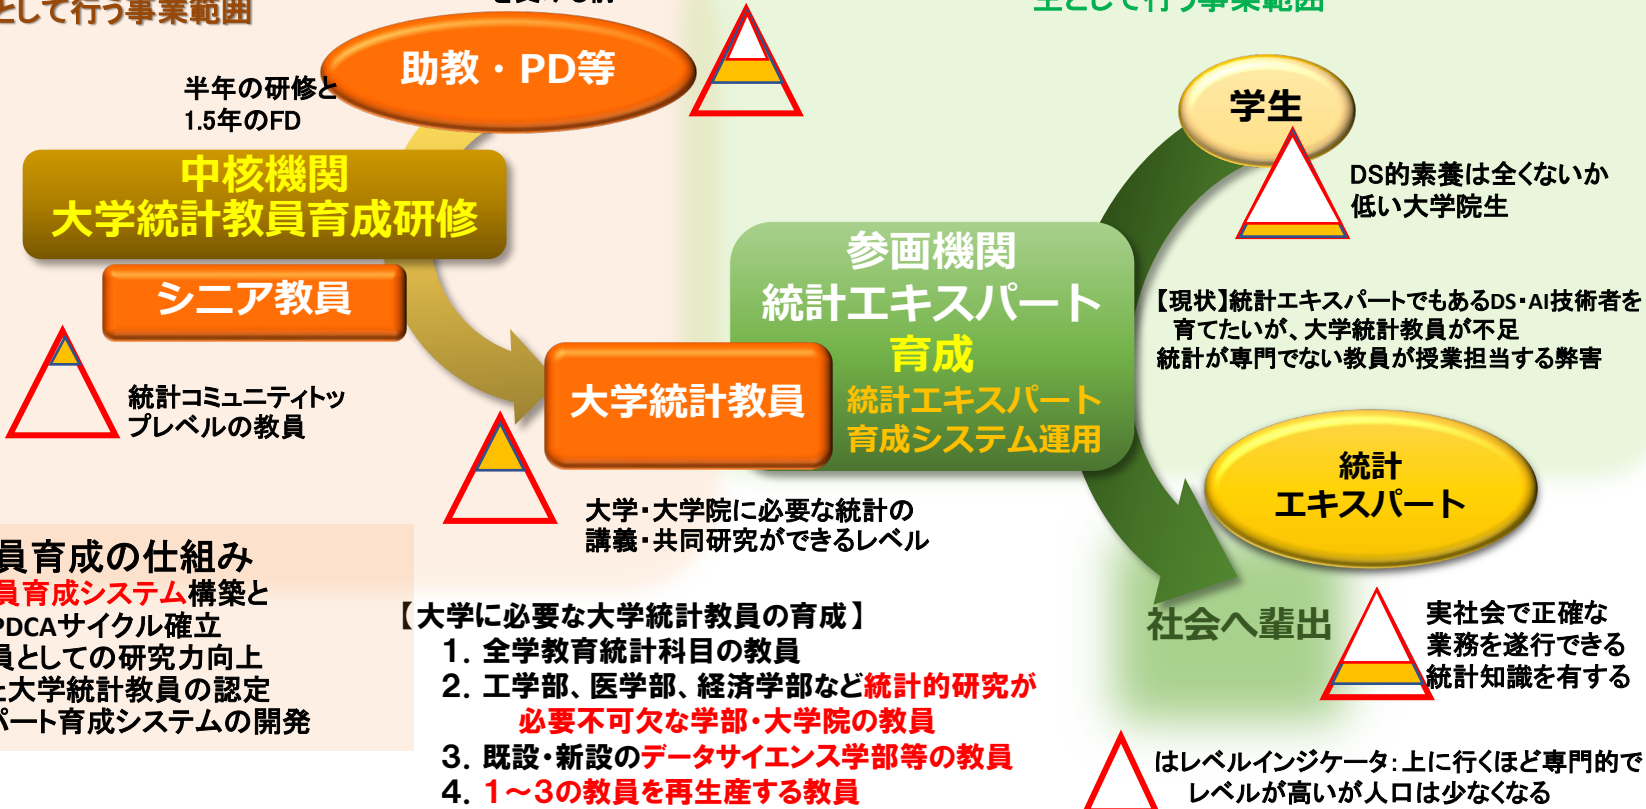 として行う事業範囲
助教・PD等
半年の研修と
1.5年のFD
中核機関
大学統計教員育成研修
シニア教員
統計コミュニティトッ
プレベルの教員
大学統計教員
大学・大学院に必要な統計の
講義・共同研究ができるレベル
として行う事業範囲
学生
DS的素養は全くないか
低い大学院生
参画機関
統計エキスパート
育成
統計エキスパート
育成システム運用
【現状】統計エキスパートでもあるDS・AI技術者を
育てたいが、大学統計教員が不足
統計が専門でない教員が授業担当する弊害
統計
エキスパート
社会へ輩出
実社会で正確な
業務を遂行できる
統計知識を有する
員育成の仕組み
員育成システム構築と
PDCAサイクル確立
員としての研究力向上
大学統計教員の認定
パート育成システムの開発
【大学に必要な大学統計教員の育成】
1. 全学教育統計科目の教員
2. 工学部、医学部、経済学部など統計的研究が
必要不可欠な学部・大学院の教員
3. 既設・新設のデータサイエンス学部等の教員
4. 1～3の教員を再生産する教員
はレベルインジケータ：上に行くほど専門的で
レベルが高いが人口は少なくなる